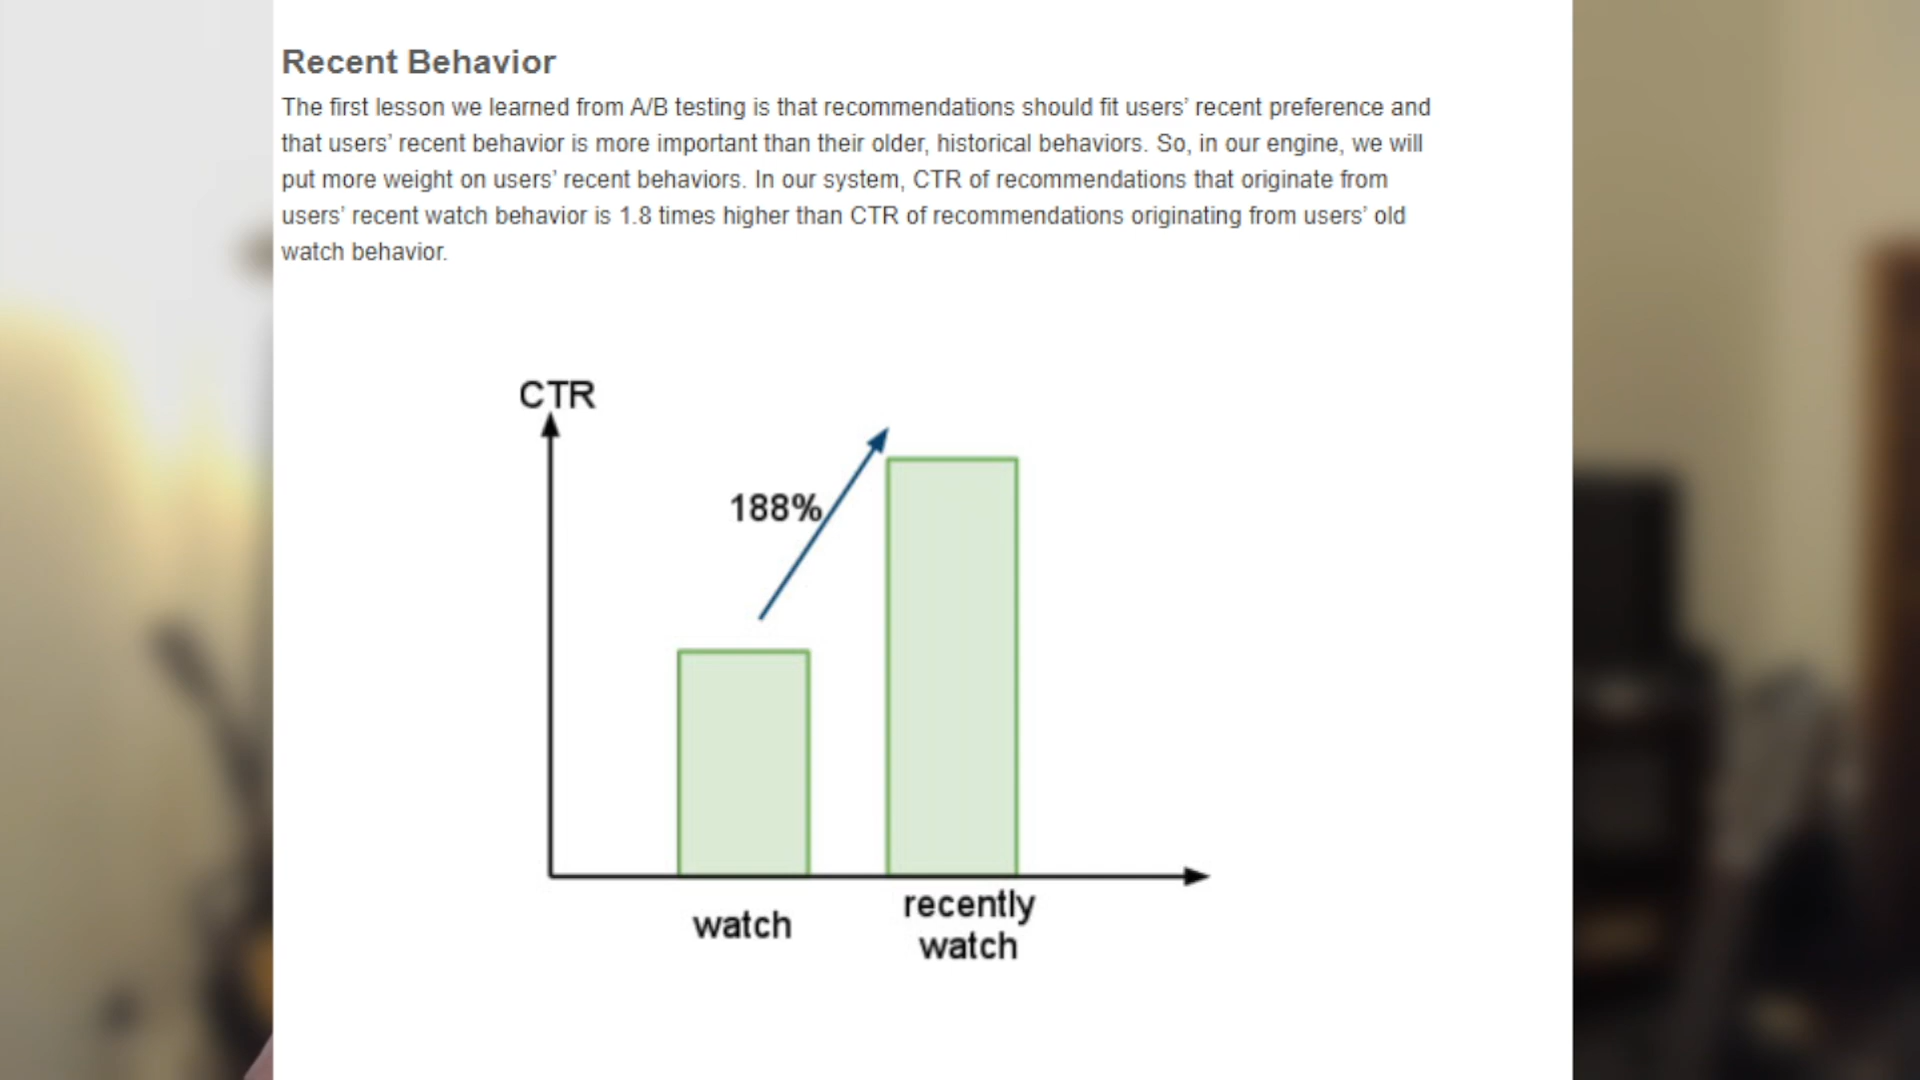 Recent Behavior
The first lesson we learned from A/B testing is that recommendations should fit users’ recent preference and
that users’ recent behavior is more important than their older, historical behaviors. So, in our engine, we will
put more weight on users’ recent behaviors. In our system, CTR of recommendations that originate from
users’ recent watch behavior is 1.8 times higher than CTR of recommendations originating from users’ old
watch behavior.
CTR
188%
watch
recently
watch